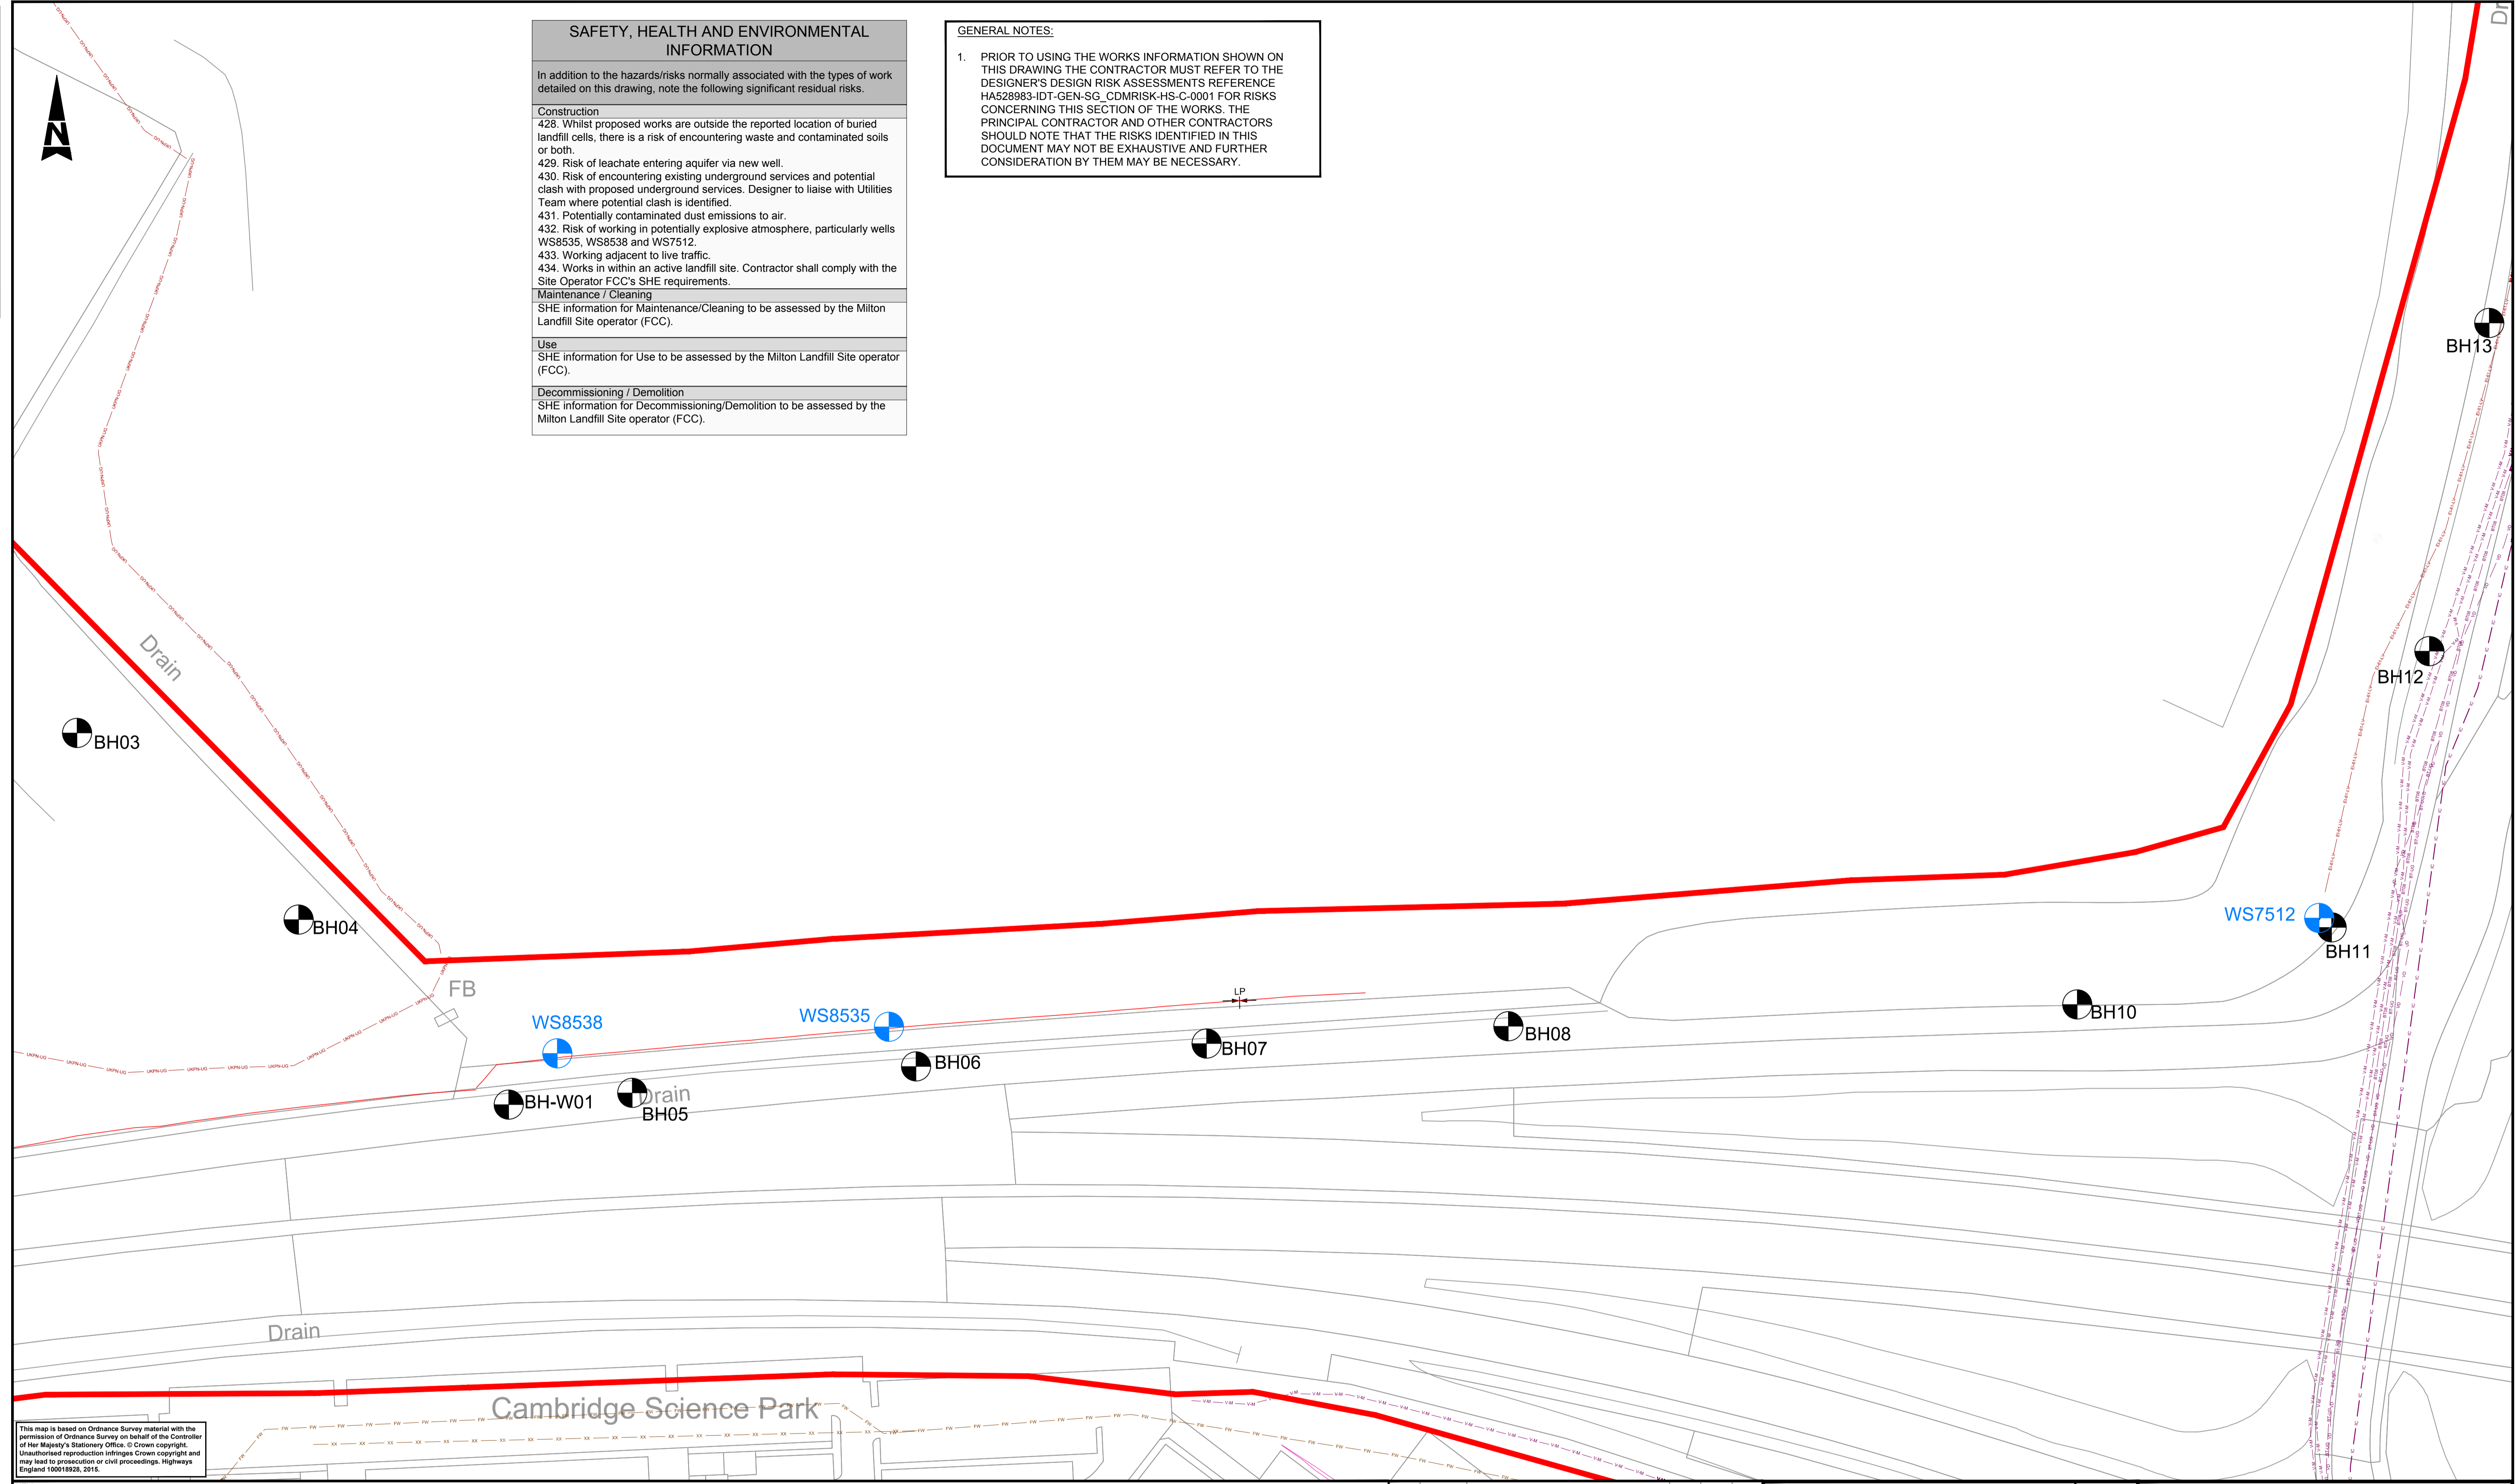 SAFETY, HEALTH AND ENVIRONMENTAL
INFORMATION
In addition to the hazards/risks normally associated with the types of work
detailed on this drawing, note the following significant residual risks.
Construction
428. Whilst proposed works are outside the reported location of buried
landfill cells, there is a risk of encountering waste and contaminated soils
or both.
429. Risk of leachate entering aquifer via new well.
430. Risk of encountering existing underground services and potential
clash with proposed underground services. Designer to liaise with Utilities
Team where potential clash is identified.
431. Potentially contaminated dust emissions to air.
432. Risk of working in potentially explosive atmosphere, particularly wells
WS8535, WS8538 and WS7512.
433. Working adjacent to live traffic.
434. Works in within an active landfill site. Contractor shall comply with the
Site Operator FCC's SHE requirements.
Maintenance / Cleaning
SHE information for Maintenance/Cleaning to be assessed by the Milton
Landfill Site operator (FCC).
Use
SHE information for Use to be assessed by the Milton Landfill Site operator
(FCC).
Decommissioning / Demolition
SHE information for Decommissioning/Demolition to be assessed by the
Milton Landfill Site operator (FCC).
GENERAL NOTES:
1. PRIOR TO USING THE WORKS INFORMATION SHOWN ON
THIS DRAWING THE CONTRACTOR MUST REFER TO THE
DESIGNER'S DESIGN RISK ASSESSMENTS REFERENCE
HA528983-IDT-GEN-SG_CDMRISK-HS-C-0001 FOR RISKS
CONCERNING THIS SECTION OF THE WORKS. THE
PRINCIPAL CONTRACTOR AND OTHER CONTRACTORS
SHOULD NOTE THAT THE RISKS IDENTIFIED IN THIS
DOCUMENT MAY NOT BE EXHAUSTIVE AND FURTHER
CONSIDERATION BY THEM MAY BE NECESSARY.
N
Dr
BH13
Drain
BH12
BH03
BH04
WS7512
BH11
FB
LP
WS8538
WS8535
BH10
BH08
BH07
BH06
BH-W01
Drain
BH05
Drain
Cambridge Science Park
This map is based on Ordnance Survey material with the
permission of Ordnance Survey on behalf of the Controller
of Her Majesty's Stationery Office. © Crown copyright.
Unauthorised reproduction infringes Crown copyright and
may lead to prosecution or civil proceedings. Highways
England 100018928, 2015.